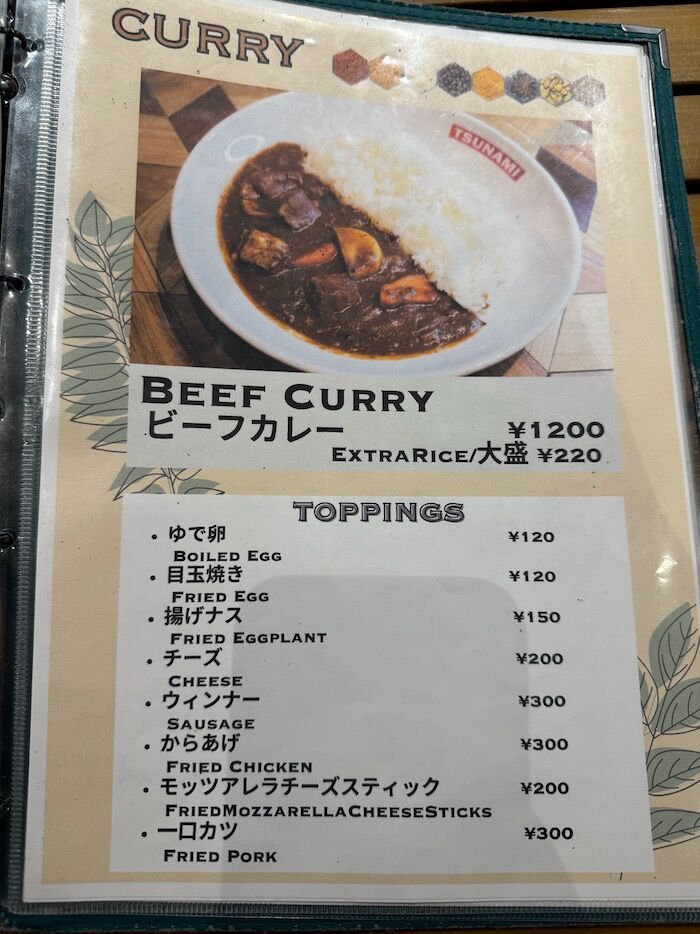 CURRY
TSUNAMI
BEEF CURRY
ビーフカレー ¥1200
EXTRARICE/大盛 ¥220
TOPPINGS
・ゆで卵 ¥120
BOILED EGG
・目玉焼き ¥120
FRIED EGG
・揚げナス ¥150
FRIED EGGPLANT
・チーズ ¥200
CHEESE
・ウィンナー ¥300
SAUSAGE
・からあげ ¥300
FRIED CHICKEN
・モッツアレラチーズスティック ¥200
FRIEDMOZZARELLACHEESESTICKS
・一口カツ ¥300
FRIED PORK